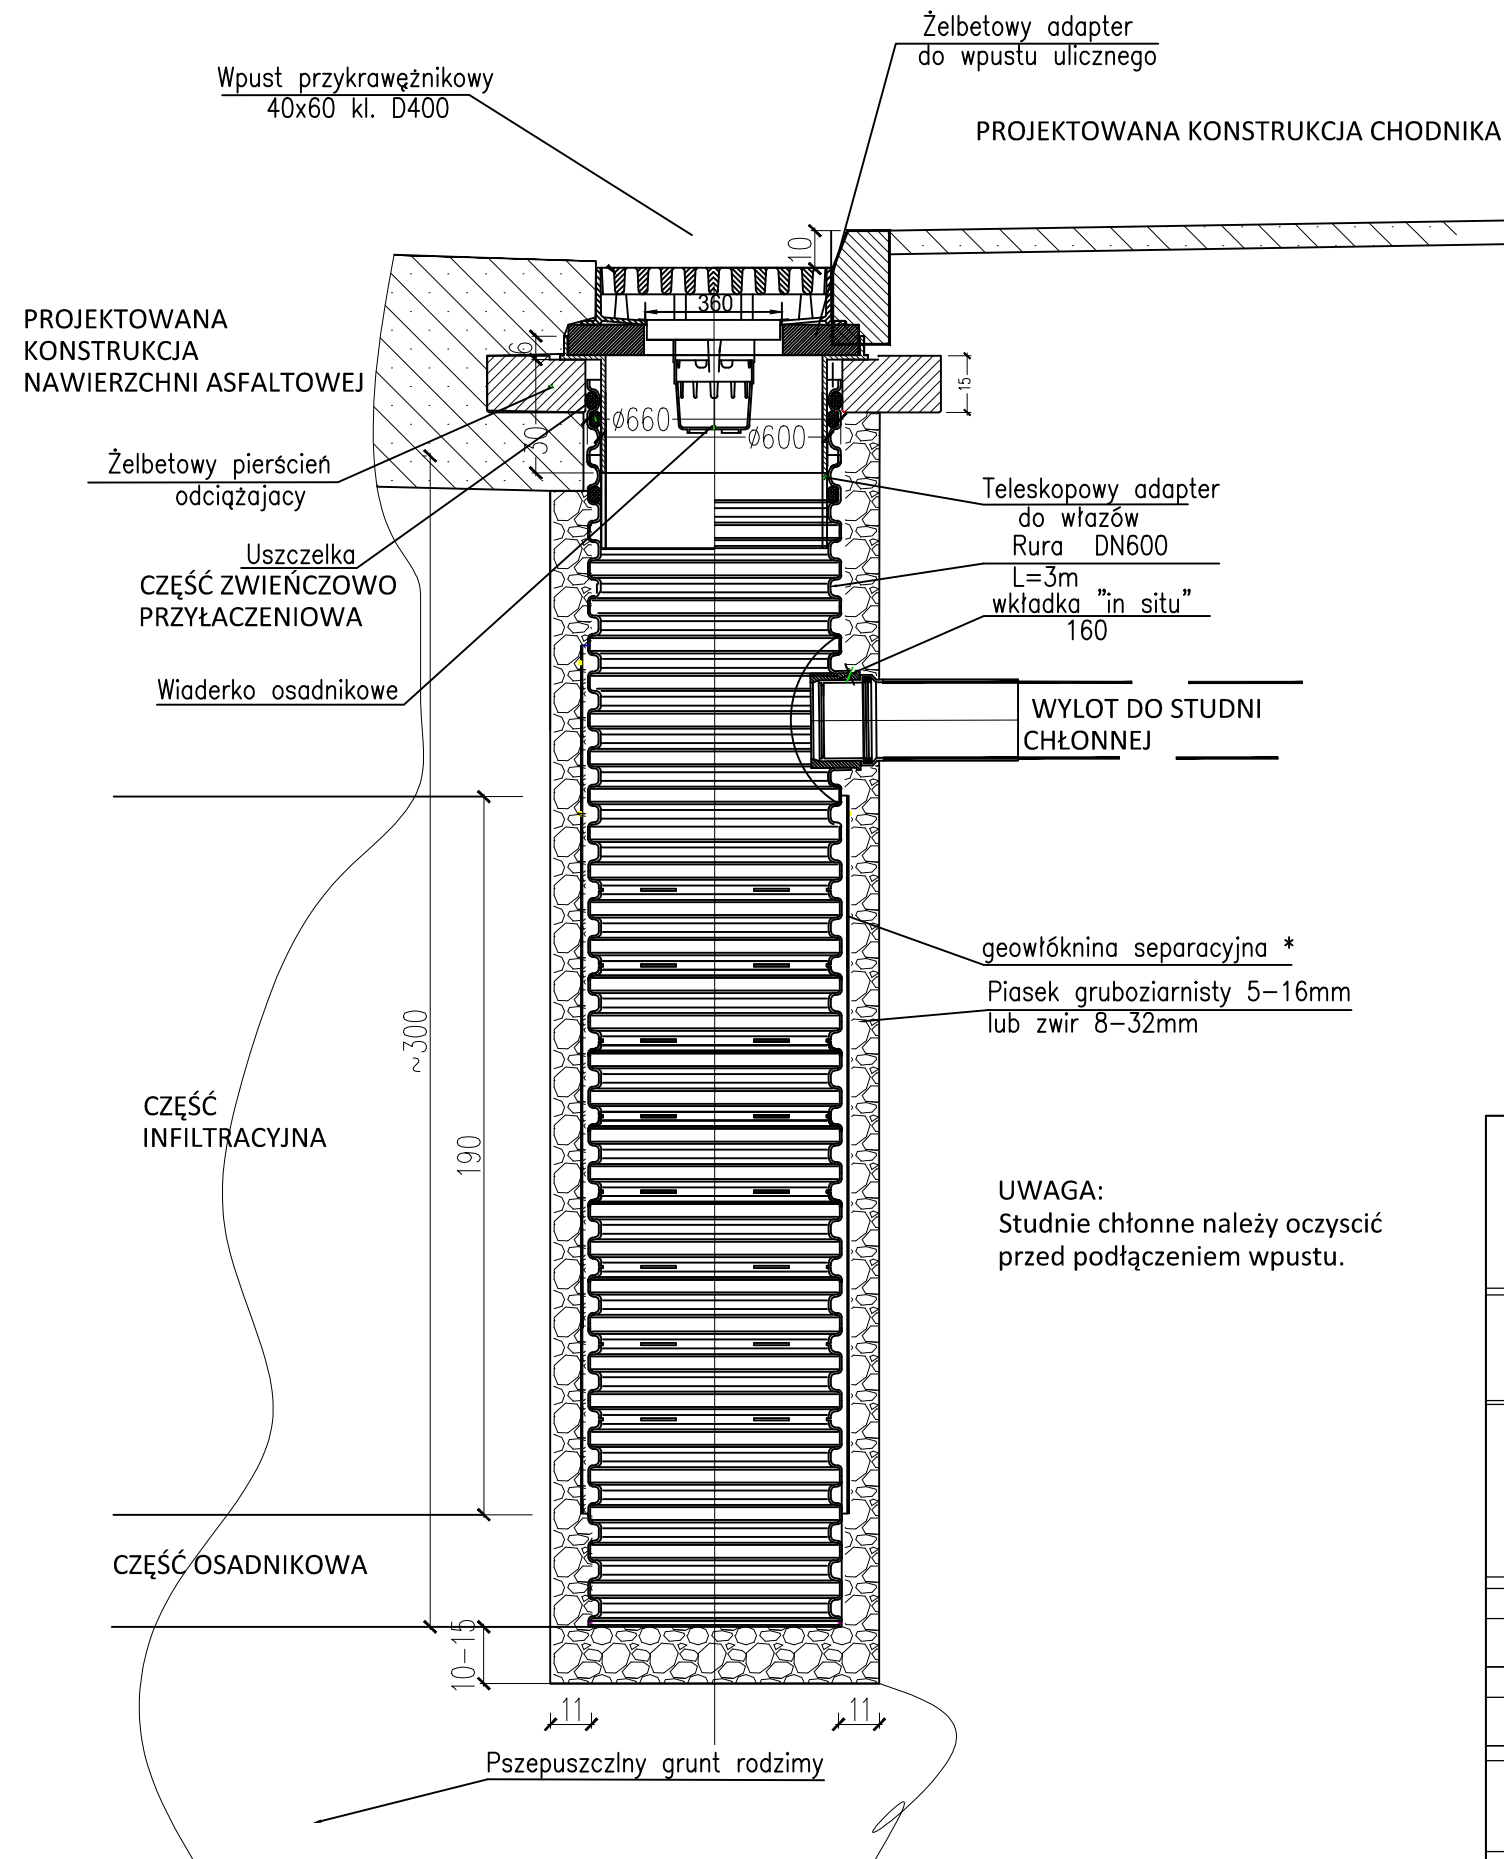 Żelbetowy adapter
do wpustu ulicznego
Wpust przykrawężnikowy
40x60 kl. D400
PROJEKTOWANA KONSTRUKCJA CHODNIKA
10
360
PROJEKTOWANA
KONSTRUKCJA
NAWIERZCHNI ASFALTOWEJ
6
15
Ø660
Ø600
30
Żelbetowy pierścień
odciążajacy
Teleskopowy adapter
do włazów
Rura DN600
L=3m
Uszczelka
CZĘŚĆ ZWIEŃCZOWO
PRZYŁACZENIOWA
wkładka "in situ"
160
Wiaderko osadnikowe
WYLOT DO STUDNI
CHŁONNEJ
geowłóknina separacyjna *
Piasek gruboziarnisty 5-16mm
lub zwir 8-32mm
~300
190
CZĘŚĆ
INFILTRACYJNA
UWAGA:
Studnie chłonne należy oczyscić
przed podłączeniem wpustu.
CZĘŚĆ OSADNIKOWA
10-15
11
11
Pszepuszczlny grunt rodzimy